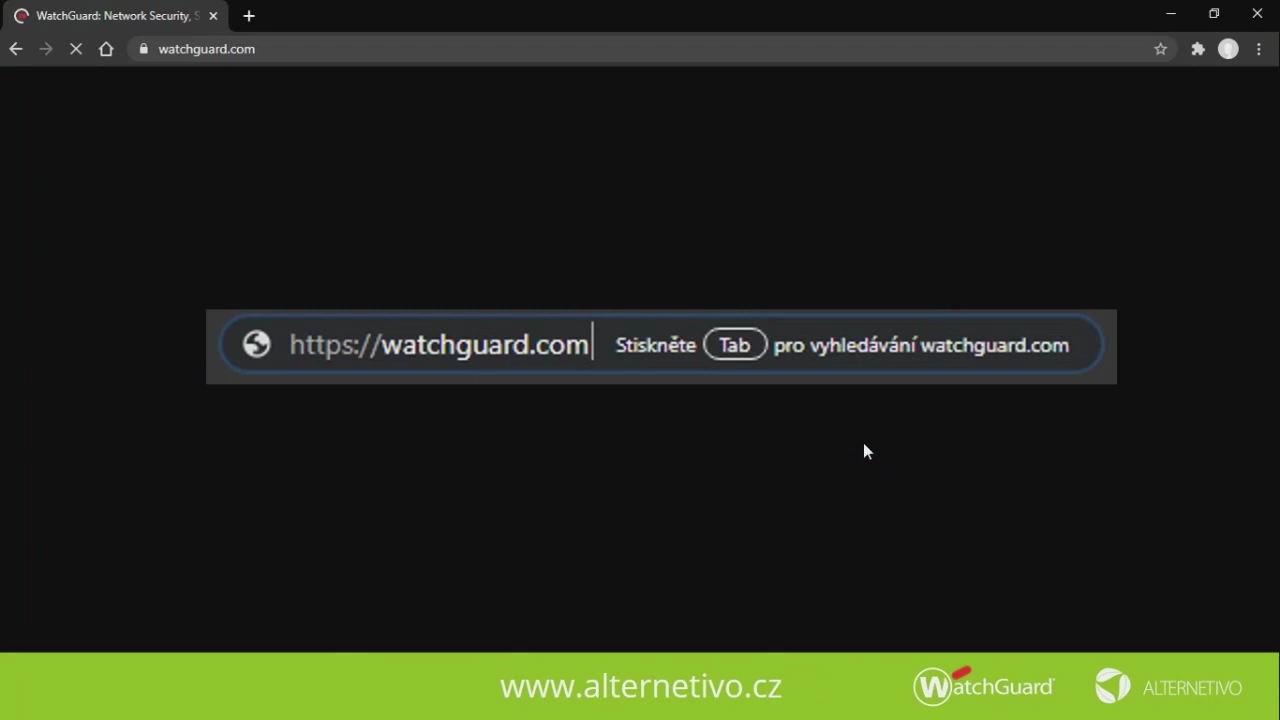 WatchGuard: Network Security, S
watchguard.com
https://watchguard.com Stiskněte Tab pro vyhledávání watchguard.com
www.alternetivo.cz
WatchGuard
ALTERNETIVO